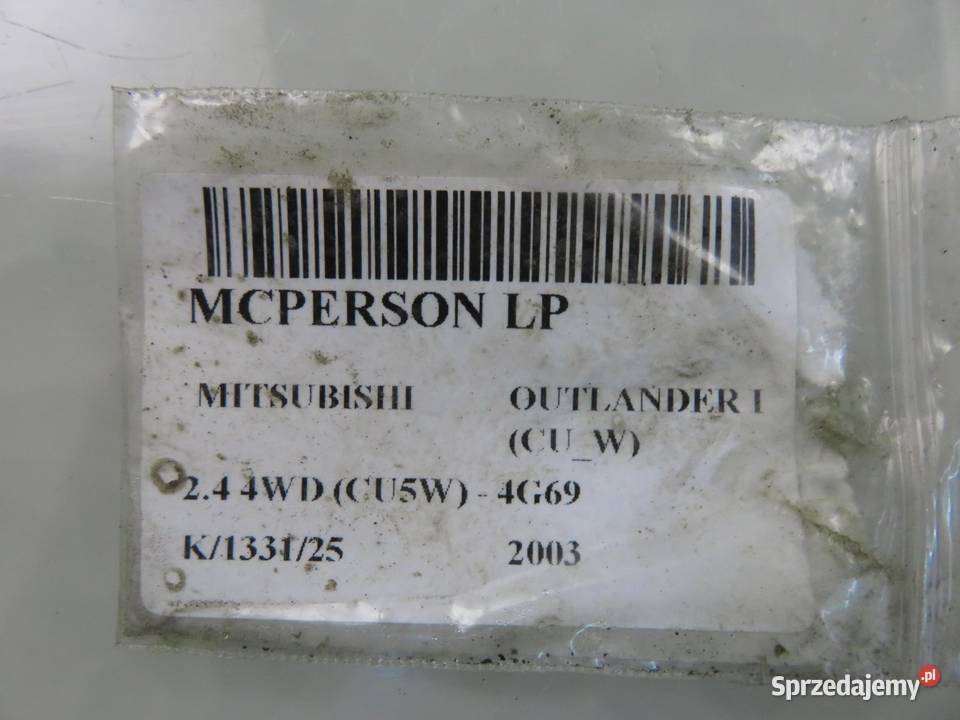 MCPERSON LP
MITSUBISHI OUTLANDER I
(CU_W)
2.4 4WD (CU5W) - 4G69
K/1331/25 2003
Sprzedajemy.pl